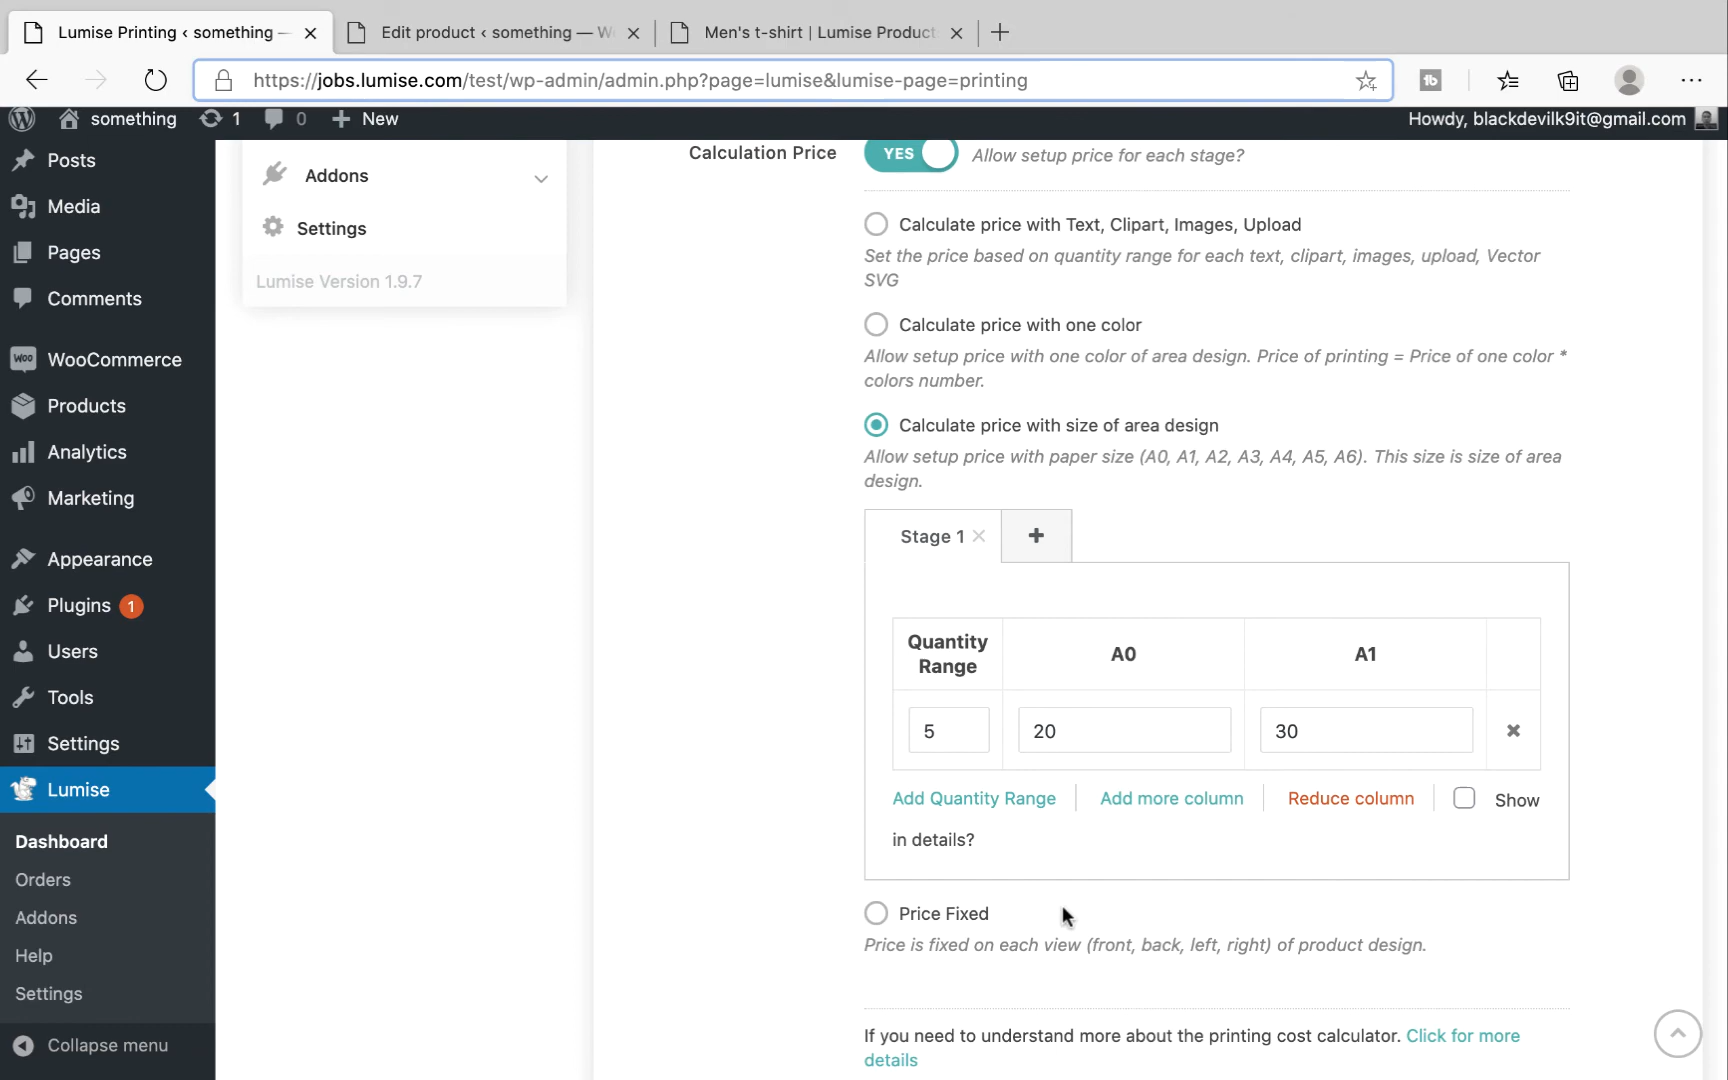 Lumise Printing ‹ something —
Edit product ‹ something — W
Men's t-shirt | Lumise Product
https://jobs.lumise.com/test/wp-admin/admin.php?page=lumise&lumise-page=printing
something
1
0
New
Howdy, blackdevilk9it@gmail.com
Posts
Media
Pages
Comments
WooCommerce
Products
Analytics
Marketing
Appearance
Plugins 1
Users
Tools
Settings
Lumise
Dashboard
Orders
Addons
Help
Settings
Collapse menu
Addons
Settings
Lumise Version 1.9.7
Calculation Price
YES
Allow setup price for each stage?
Calculate price with Text, Clipart, Images, Upload
Set the price based on quantity range for each text, clipart, images, upload, Vector
SVG
Calculate price with one color
Allow setup price with one color of area design. Price of printing = Price of one color *
colors number.
Calculate price with size of area design
Allow setup price with paper size (A0, A1, A2, A3, A4, A5, A6). This size is size of area
design.
Stage 1
Quantity
Range
A0
A1
5
20
30
Add Quantity Range
Add more column
Reduce column
Show
in details?
Price Fixed
Price is fixed on each view (front, back, left, right) of product design.
If you need to understand more about the printing cost calculator. Click for more
details